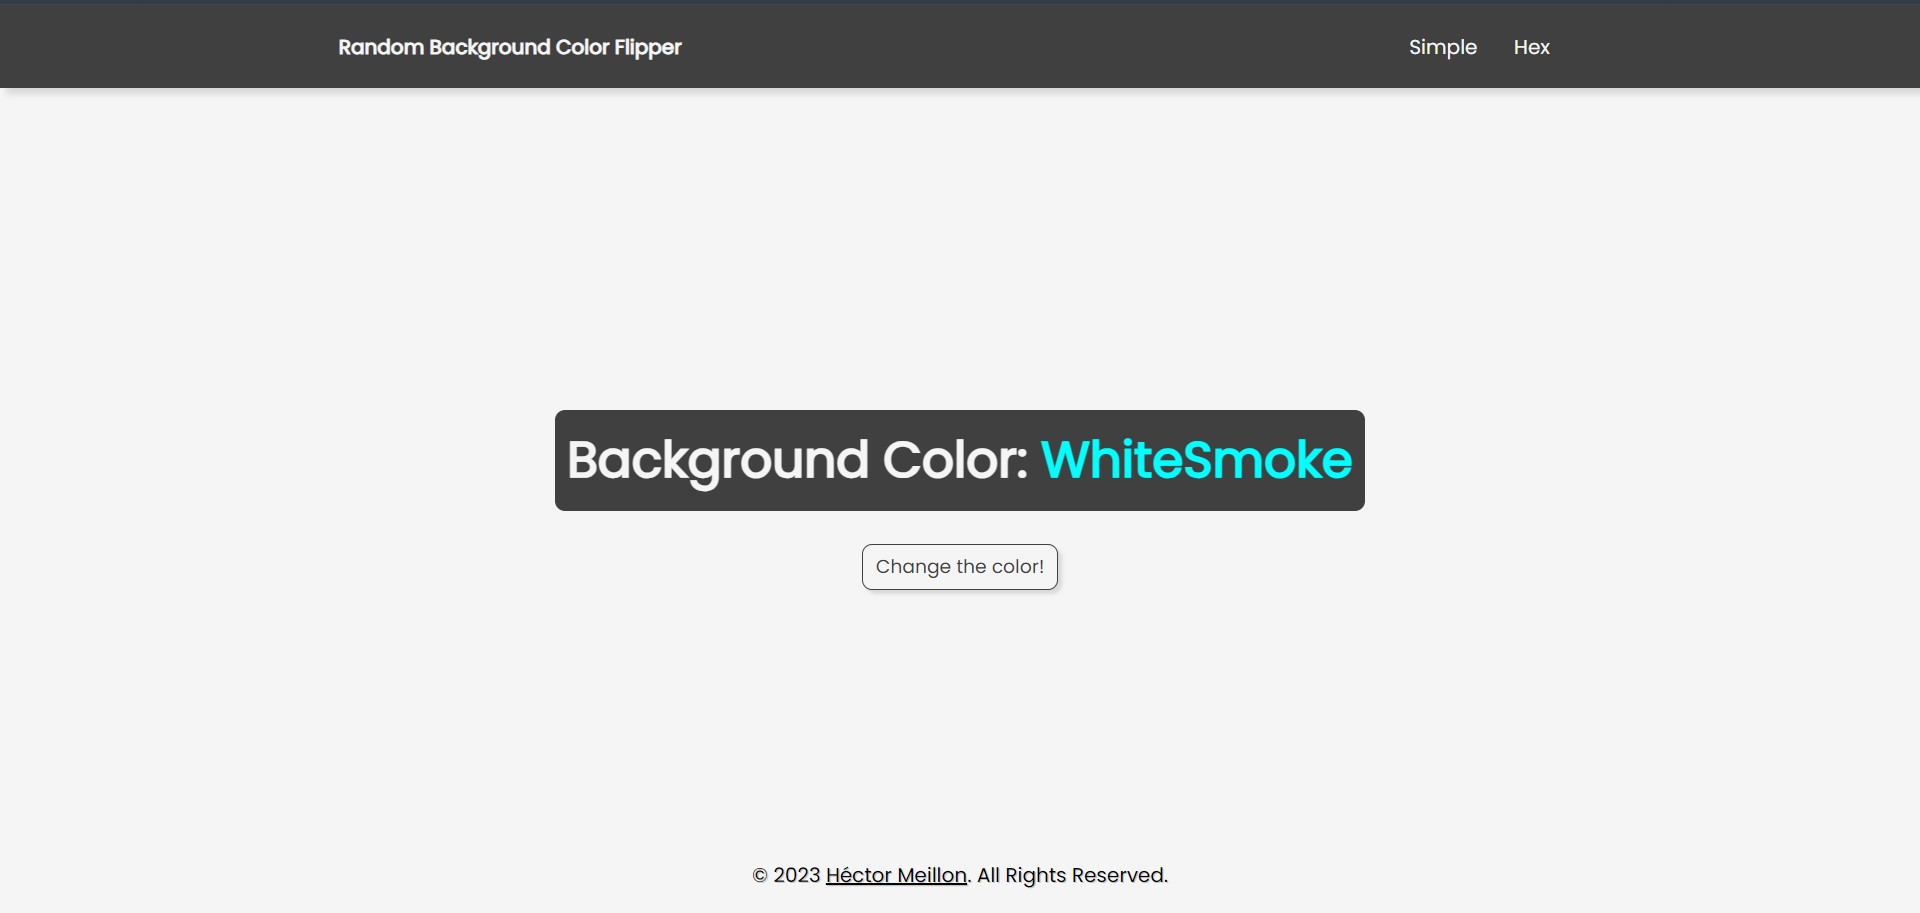 Random Background Color Flipper
Simple
Hex
Background Color: WhiteSmoke
Change the color!
© 2023 Héctor Meillon. All Rights Reserved.